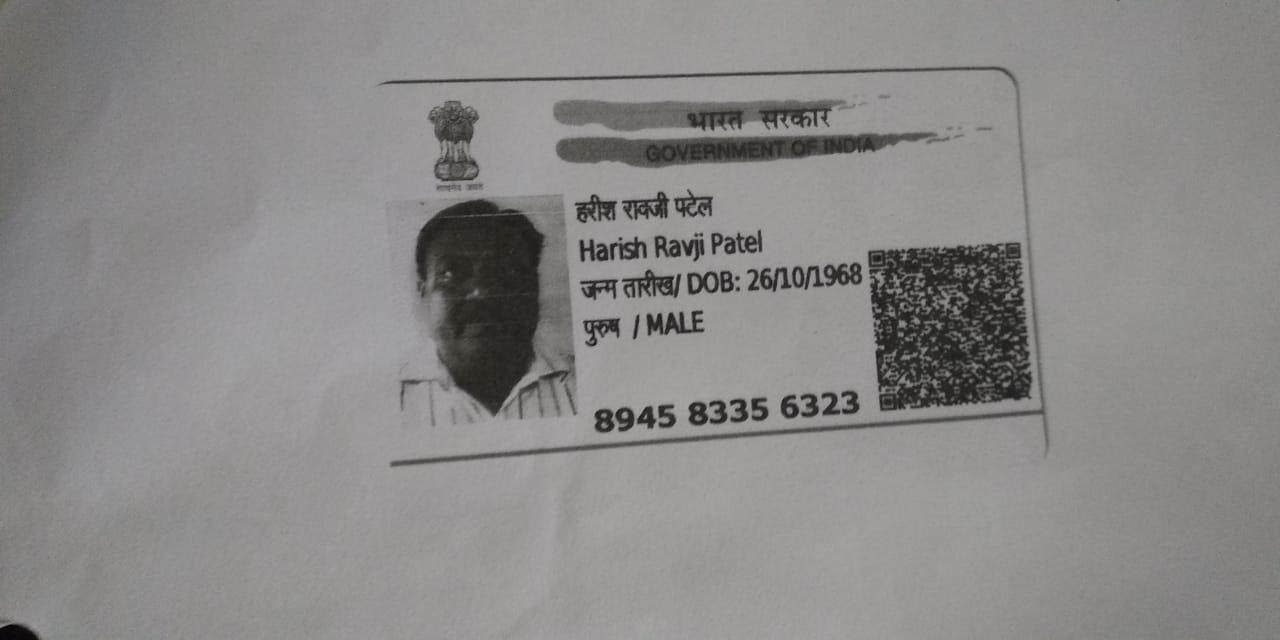 भारत सरकार
GOVERNMENT OF INDIA
सत्यमेव जयते
हरीश रावजी पटेल
Harish Ravji Patel
जन्म तारीख/ DOB: 26/10/1968
पुरुष / MALE
8945 8335 6323